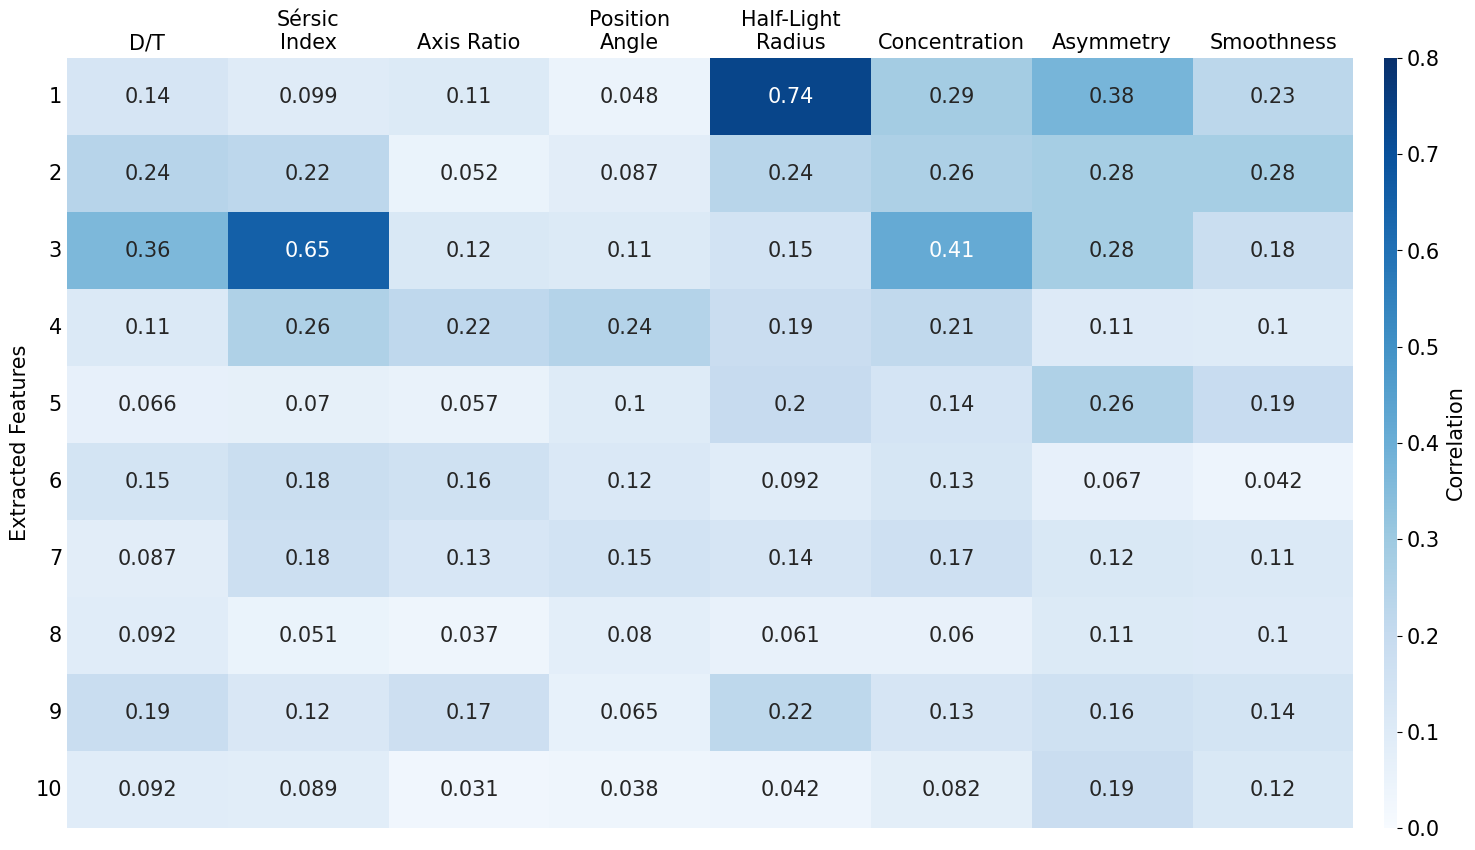 Sérsic Position Half-Light
D/T Index Axis Ratio Angle Radius Concentration Asymmetry Smoothness
1 0.14 0.099 0.11 0.048 0.74 0.29 0.38 0.23
2 0.24 0.22 0.052 0.087 0.24 0.26 0.28 0.28
3 0.36 0.65 0.12 0.11 0.15 0.41 0.28 0.18
4 0.11 0.26 0.22 0.24 0.19 0.21 0.11 0.1
5 0.066 0.07 0.057 0.1 0.2 0.14 0.26 0.19
6 0.15 0.18 0.16 0.12 0.092 0.13 0.067 0.042
7 0.087 0.18 0.13 0.15 0.14 0.17 0.12 0.11
8 0.092 0.051 0.037 0.08 0.061 0.06 0.11 0.1
9 0.19 0.12 0.17 0.065 0.22 0.13 0.16 0.14
10 0.092 0.089 0.031 0.038 0.042 0.082 0.19 0.12
Extracted Features
0.8
0.7
0.6
0.5
0.4
0.3
0.2
0.1
0.0
Correlation